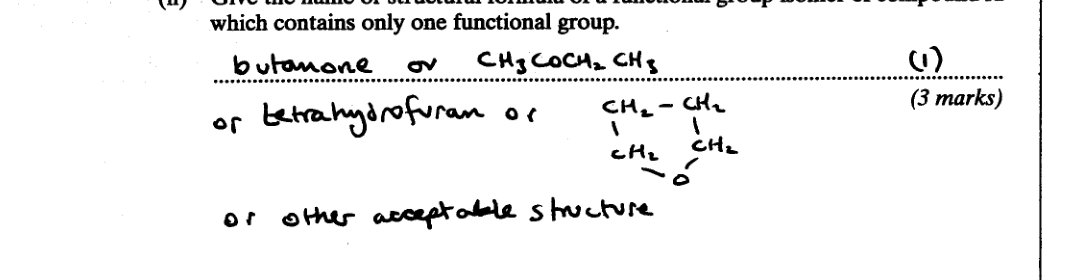 which contains only one functional group.
butanone or CH₃COCH₂CH₃ (1)
(3 marks)
or tetrahydrofuran or CH₂ - CH₂
CH₂ CH₂
O
or other acceptable structure